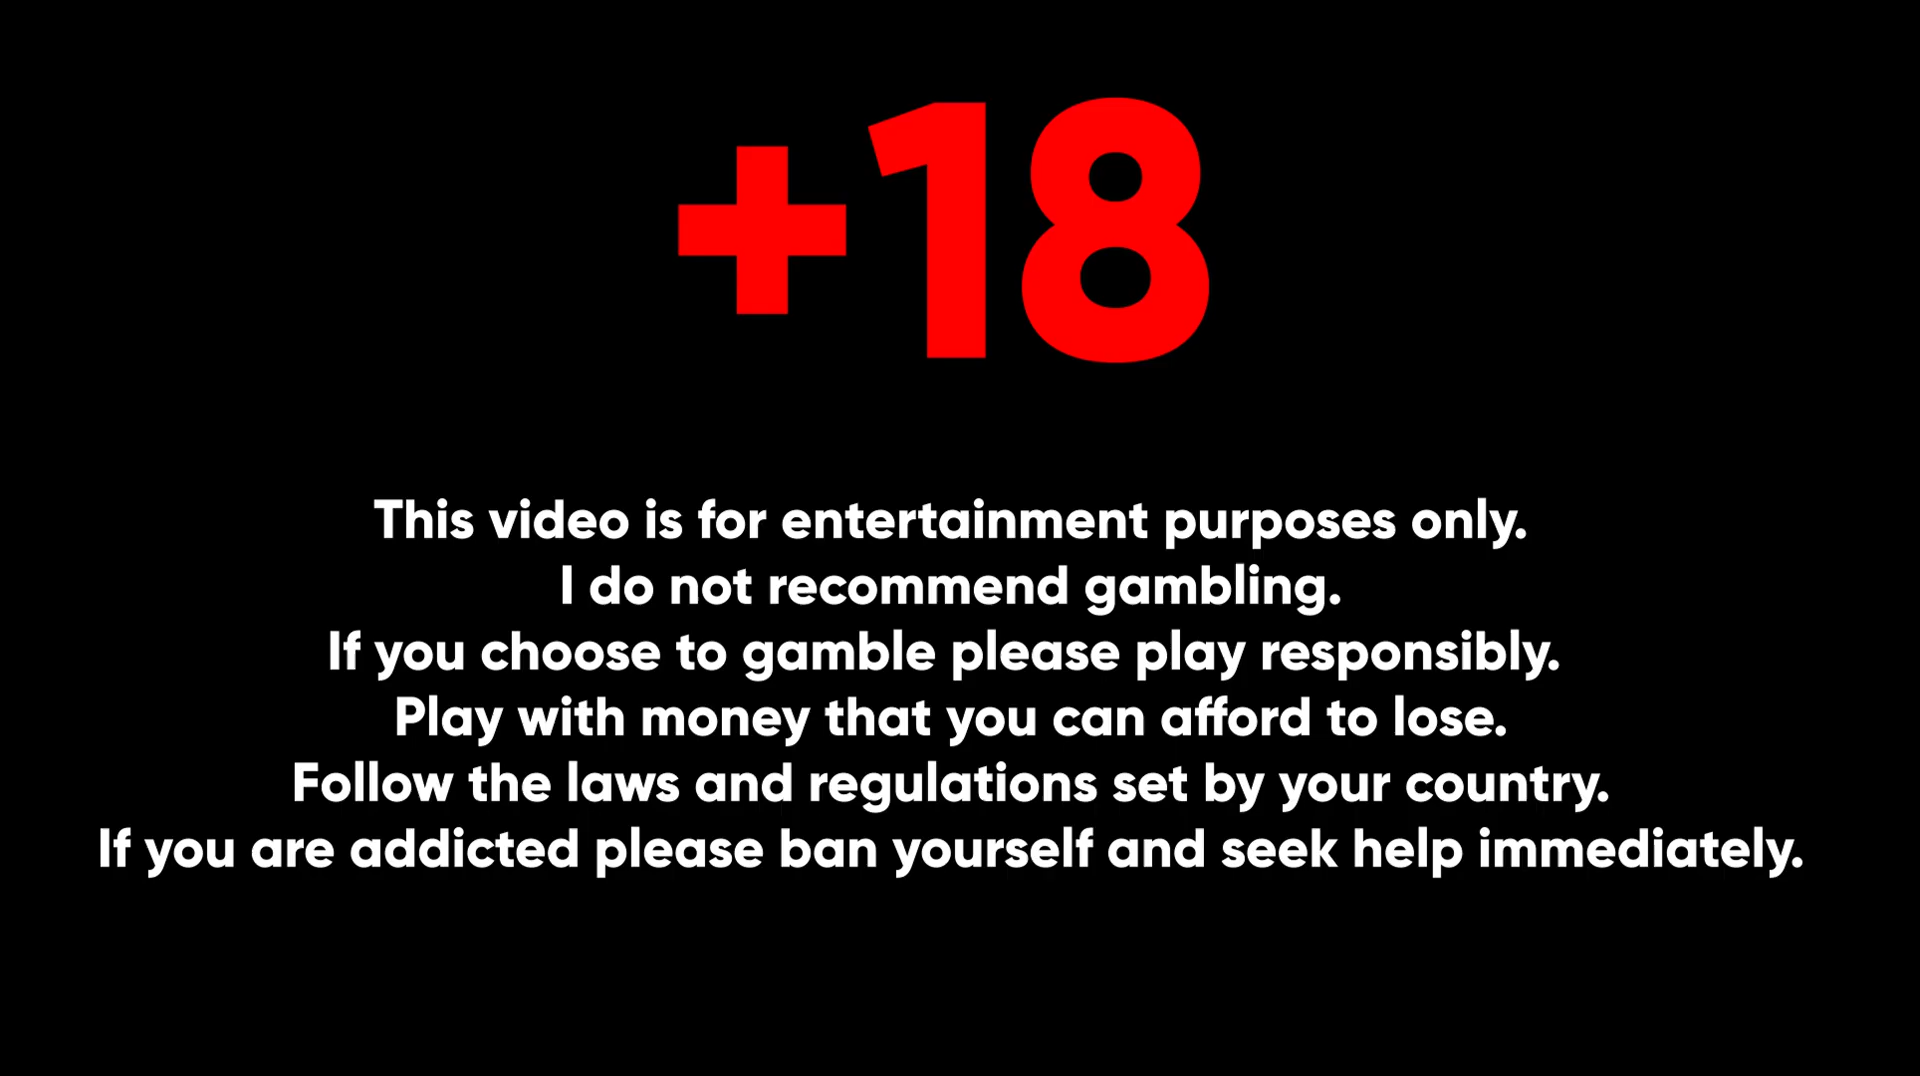 +18
This video is for entertainment purposes only.
I do not recommend gambling.
If you choose to gamble please play responsibly.
Play with money that you can afford to lose.
Follow the laws and regulations set by your country.
If you are addicted please ban yourself and seek help immediately.